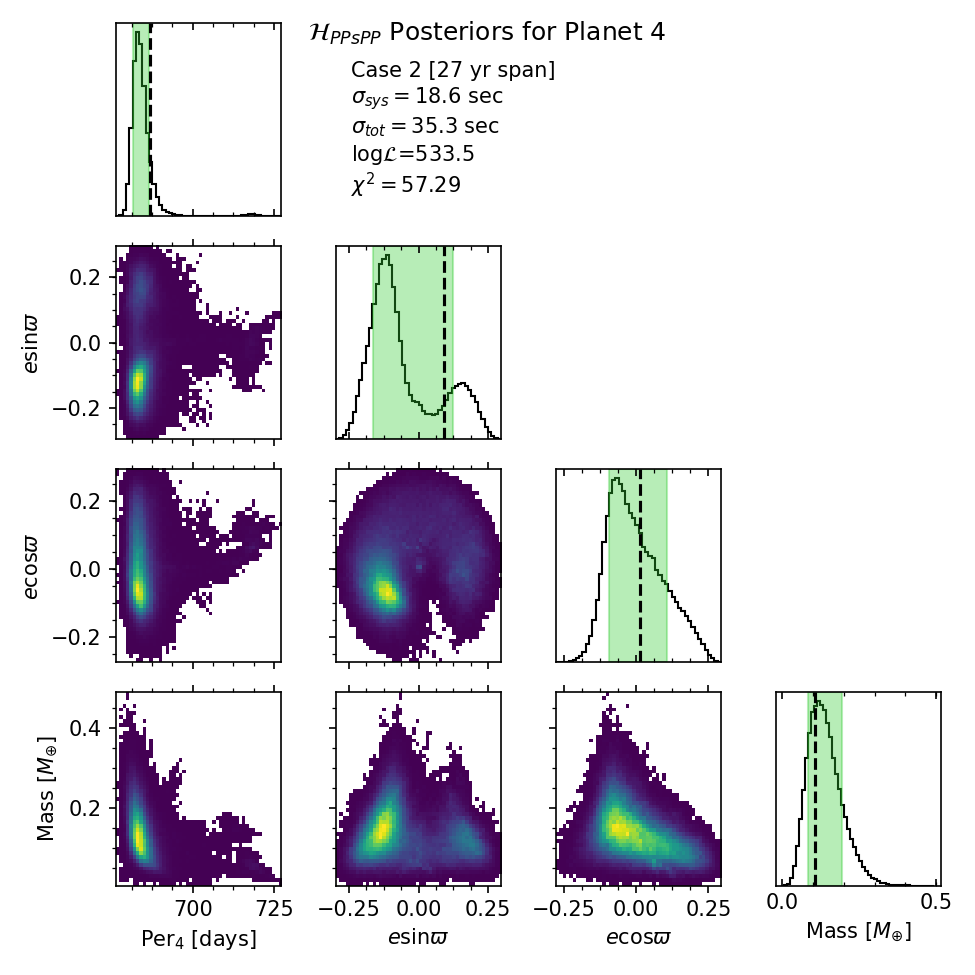 ℋ_PPsPP Posteriors for Planet 4
Case 2 [27 yr span]
σ_sys = 18.6 sec
σ_tot = 35.3 sec
logℒ=533.5
χ² = 57.29
0.2
0.0
−0.2
esinϖ
0.2
0.0
−0.2
ecosϖ
0.4
0.2
Mass [M⊕]
700 725
Per₄ [days]
−0.25 0.00 0.25
esinϖ
−0.25 0.00 0.25
ecosϖ
0.0 0.5
Mass [M⊕]